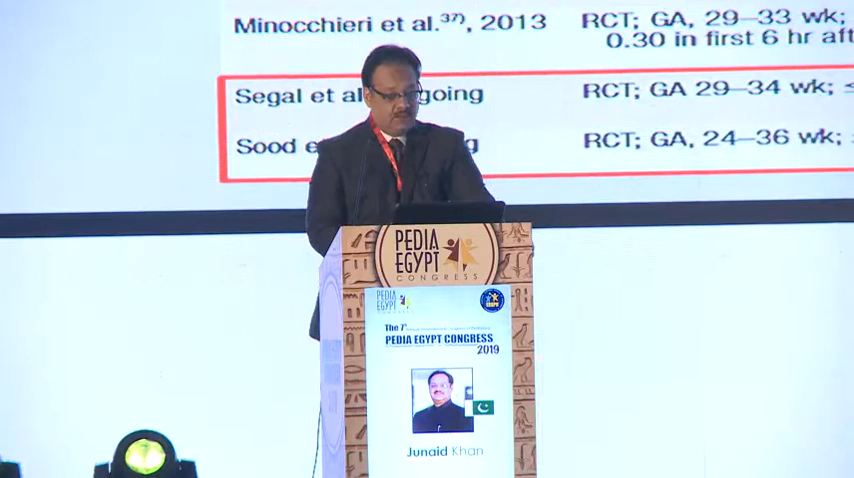 Minocchieri et al.³⁷⁾, 2013 RCT; GA, 29–33 wk;
0.30 in first 6 hr aft
Segal et al going RCT; GA 29–34 wk; ≤
Sood RCT; GA, 24–36 wk;
PEDIA
EGYPT
CONGRESS
PEDIA
EGYPT
The 7
PEDIA EGYPT CONGRESS
2019
Junaid Khan